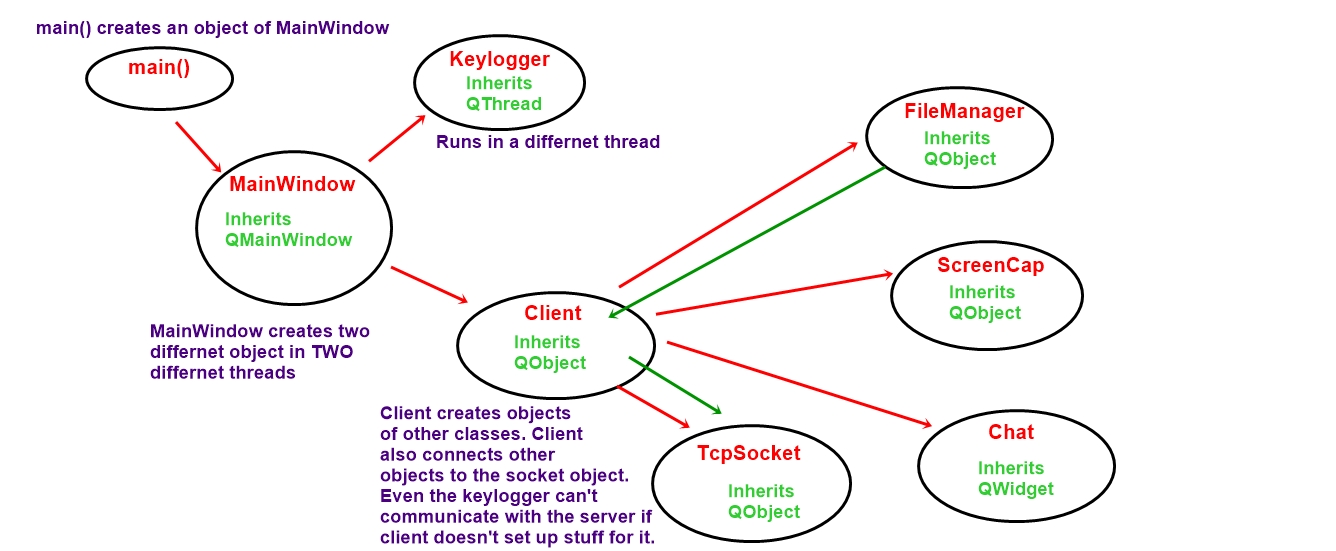 main() creates an object of MainWindow
main()
Keylogger
Inherits
QThread
Runs in a differnet thread
MainWindow
Inherits
QMainWindow
MainWindow creates two
differnet object in TWO
differnet threads
Client
Inherits
QObject
Client creates objects
of other classes. Client
also connects other
objects to the socket object.
Even the keylogger can't
communicate with the server if
client doesn't set up stuff for it.
FileManager
Inherits
QObject
ScreenCap
Inherits
QObject
Chat
Inherits
QWidget
TcpSocket
Inherits
QObject